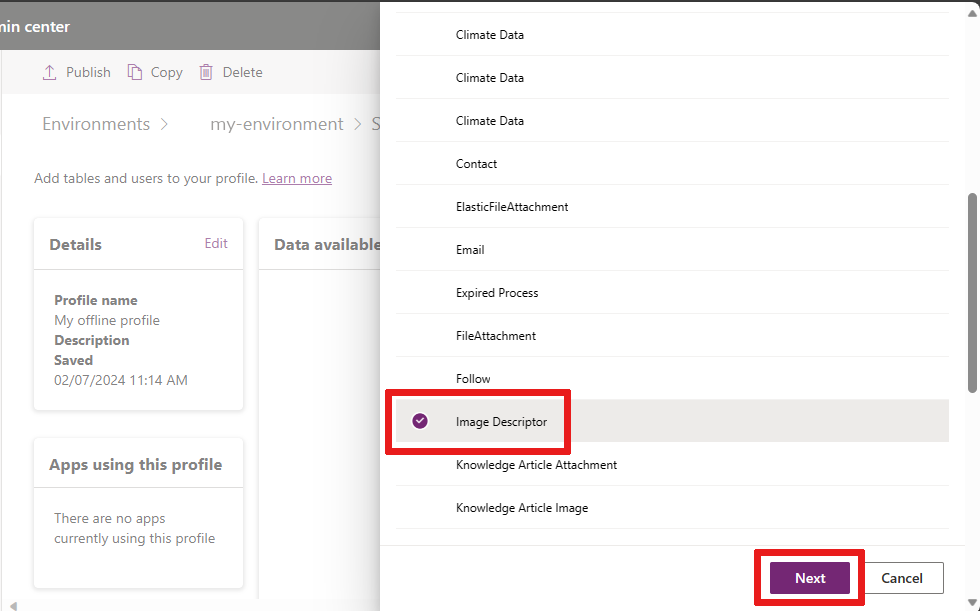 min center
Publish Copy Delete
Environments my-environment S
Add tables and users to your profile. Learn more
Details Edit
Profile name
My offline profile
Description
Saved
02/07/2024 11:14 AM
Data available
Apps using this profile
There are no apps
currently using this profile
Climate Data
Climate Data
Climate Data
Contact
ElasticFileAttachment
Email
Expired Process
FileAttachment
Follow
Image Descriptor
Knowledge Article Attachment
Knowledge Article Image
Next Cancel